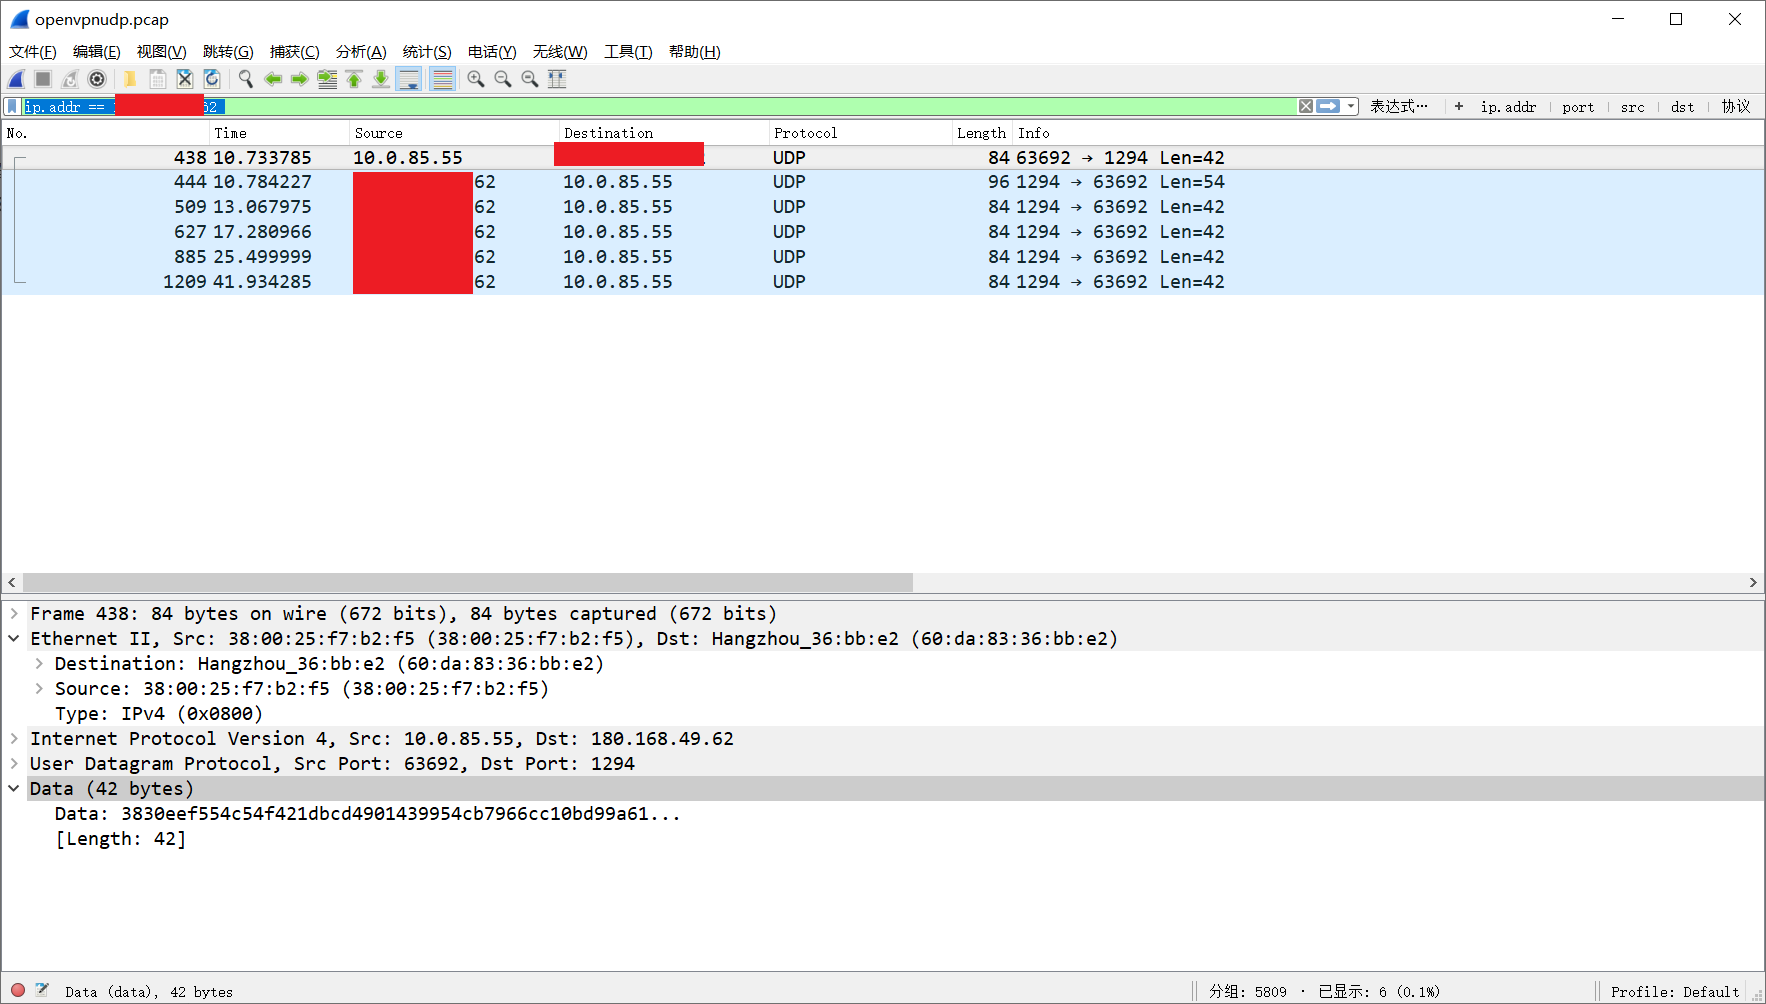 openvpnudp.pcap
文件(F) 编辑(E) 视图(V) 跳转(G) 捕获(C) 分析(A) 统计(S) 电话(Y) 无线(W) 工具(T) 帮助(H)
ip.addr == 62 表达式… + ip.addr port src dst 协议
No. Time Source Destination Protocol Length Info
438 10.733785 10.0.85.55 UDP 84 63692 → 1294 Len=42
444 10.784227 62 10.0.85.55 UDP 96 1294 → 63692 Len=54
509 13.067975 62 10.0.85.55 UDP 84 1294 → 63692 Len=42
627 17.280966 62 10.0.85.55 UDP 84 1294 → 63692 Len=42
885 25.499999 62 10.0.85.55 UDP 84 1294 → 63692 Len=42
1209 41.934285 62 10.0.85.55 UDP 84 1294 → 63692 Len=42
Frame 438: 84 bytes on wire (672 bits), 84 bytes captured (672 bits)
Ethernet II, Src: 38:00:25:f7:b2:f5 (38:00:25:f7:b2:f5), Dst: Hangzhou_36:bb:e2 (60:da:83:36:bb:e2)
Destination: Hangzhou_36:bb:e2 (60:da:83:36:bb:e2)
Source: 38:00:25:f7:b2:f5 (38:00:25:f7:b2:f5)
Type: IPv4 (0x0800)
Internet Protocol Version 4, Src: 10.0.85.55, Dst: 180.168.49.62
User Datagram Protocol, Src Port: 63692, Dst Port: 1294
Data (42 bytes)
Data: 3830eef554c54f421dbcd4901439954cb7966cc10bd99a61...
[Length: 42]
Data (data), 42 bytes 分组: 5809 · 已显示: 6 (0.1%) Profile: Default